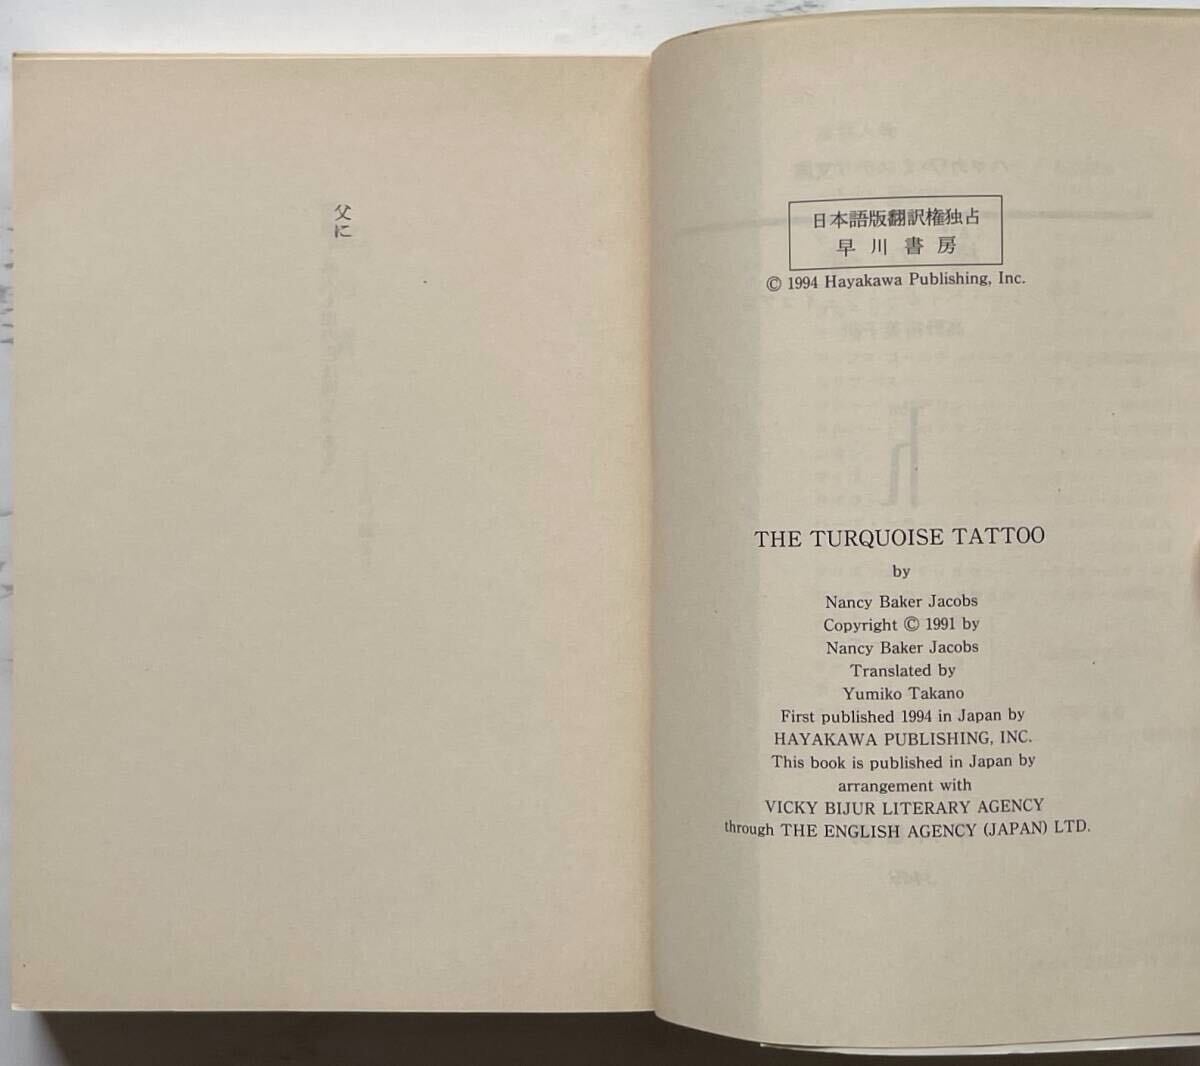 日本語版翻訳権独占
早川書房
© 1994 Hayakawa Publishing, Inc.
THE TURQUOISE TATTOO
by
Nancy Baker Jacobs
Copyright © 1991 by
Nancy Baker Jacobs
Translated by
Yumiko Takano
First published 1994 in Japan by
HAYAKAWA PUBLISHING, INC.
This book is published in Japan by
arrangement with
VICKY BIJUR LITERARY AGENCY
through THE ENGLISH AGENCY (JAPAN) LTD.
父に